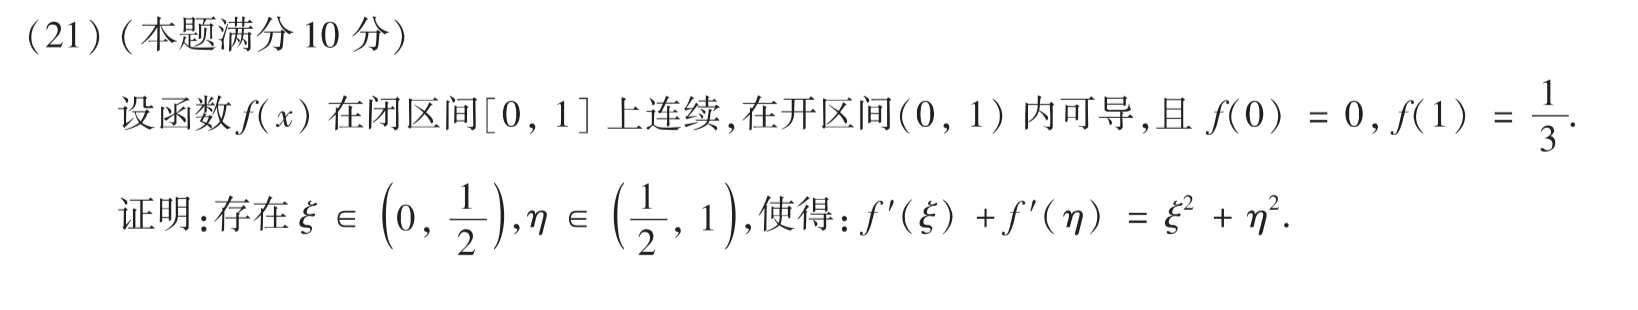 (21)(本题满分 10 分)
设函数 f(x) 在闭区间[0, 1] 上连续,在开区间(0, 1) 内可导,且 f(0) = 0, f(1) = 1/3.
证明:存在 ξ ∈ (0, 1/2), η ∈ (1/2, 1),使得: f′(ξ) + f′(η) = ξ² + η².